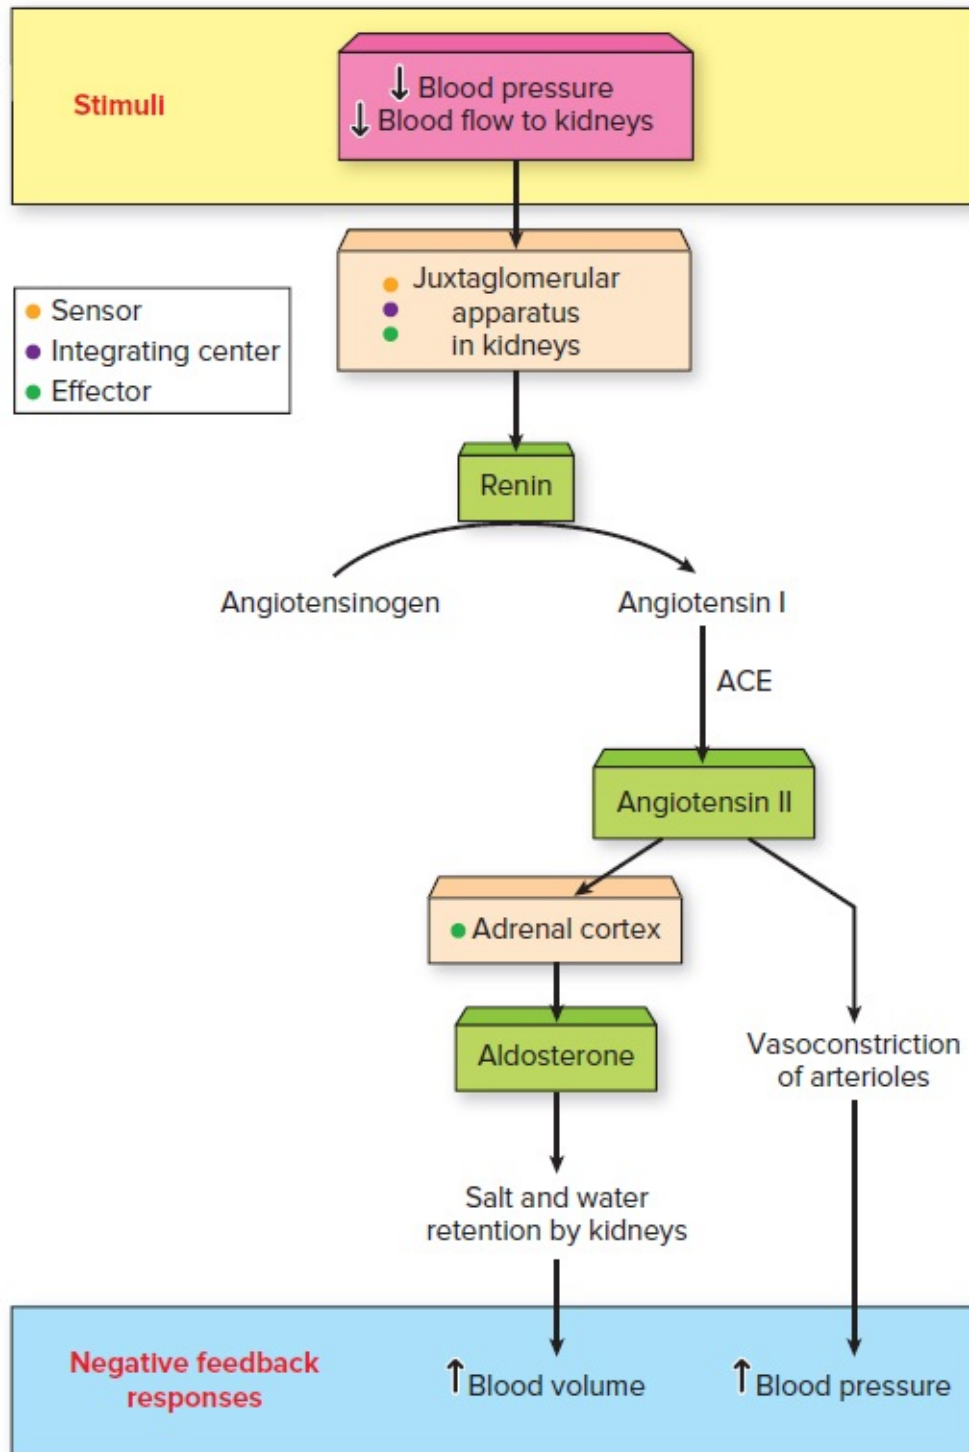 Stimuli
↓ Blood pressure
↓ Blood flow to kidneys
Sensor
Integrating center
Effector
Juxtaglomerular
apparatus
in kidneys
Renin
Angiotensinogen
Angiotensin I
ACE
Angiotensin II
Adrenal cortex
Aldosterone
Vasoconstriction
of arterioles
Salt and water
retention by kidneys
Negative feedback
responses
↑ Blood volume
↑ Blood pressure